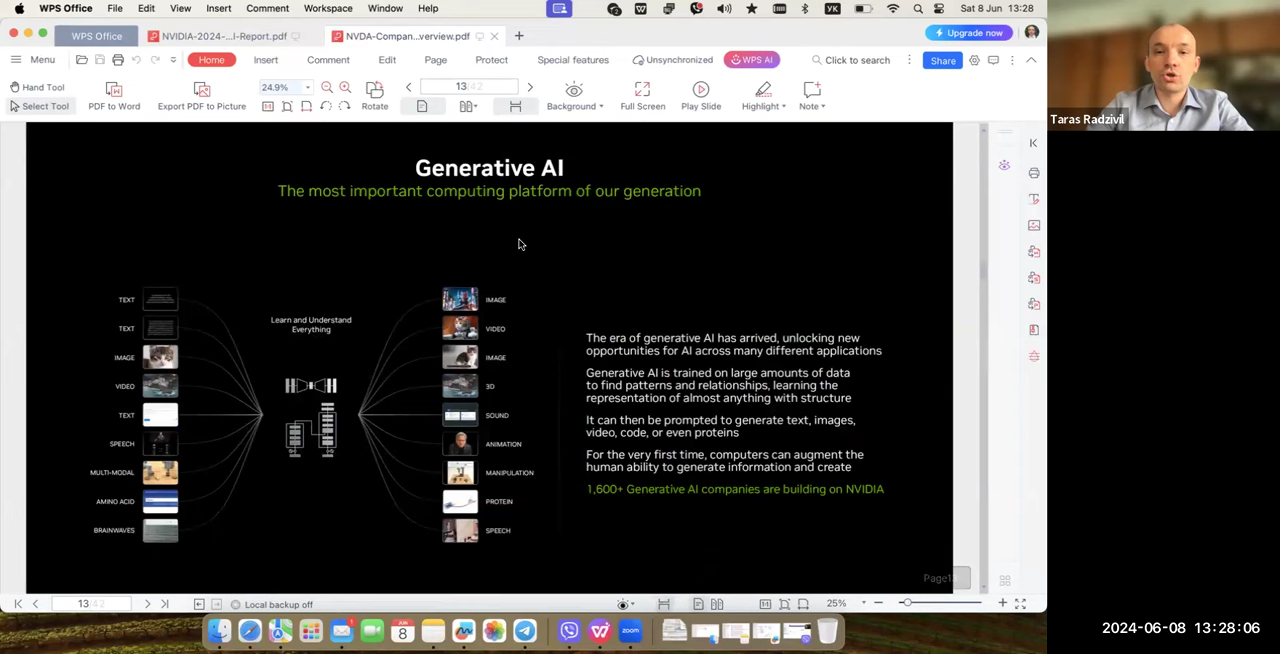 WPS Office File Edit View Insert Comment Workspace Window Help
УК Sat 8 Jun 13:28
WPS Office NVIDIA-2024-...l-Report.pdf NVDA-Compan...verview.pdf Upgrade now
Menu Home Insert Comment Edit Page Protect Special features Unsynchronized WPS AI Click to search Share
Hand Tool
Select Tool
PDF to Word
Export PDF to Picture
24.9%
Rotate
13/42
Background
Full Screen
Play Slide
Highlight
Note
Taras Radzivil
Generative AI
The most important computing platform of our generation
TEXT
TEXT
IMAGE
VIDEO
TEXT
SPEECH
MULTI-MODAL
AMINO ACID
BRAINWAVES
Learn and Understand
Everything
IMAGE
VIDEO
IMAGE
3D
SOUND
ANIMATION
MANIPULATION
PROTEIN
SPEECH
The era of generative AI has arrived, unlocking new
opportunities for AI across many different applications
Generative AI is trained on large amounts of data
to find patterns and relationships, learning the
representation of almost anything with structure
It can then be prompted to generate text, images,
video, code, or even proteins
For the very first time, computers can augment the
human ability to generate information and create
1,600+ Generative AI companies are building on NVIDIA
Page13
13/42
Local backup off
25%
JUN
8
zoom
2024-06-08 13:28:06